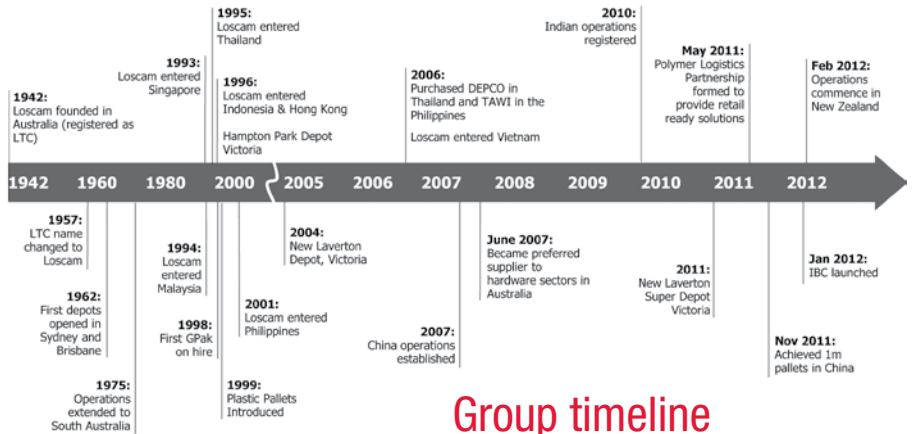 1995:
Loscam entered
Thailand
2010:
Indian operations
registered
1993:
Loscam entered
Singapore
May 2011:
Polymer Logistics
Partnership
formed to
provide retail
ready solutions
Feb 2012:
Operations
commence in
New Zealand
1942:
Loscam founded in
Australia (registered as
LTC)
1996:
Loscam entered
Indonesia & Hong Kong
Hampton Park Depot
Victoria
2006:
Purchased DEPCO in
Thailand and TAWI in the
Philippines
Loscam entered Vietnam
1942 1960 1980 2000 2005 2006 2007 2008 2009 2010 2011 2012
1957:
LTC name
changed to
Loscam
1962:
First depots
opened in
Sydney and
Brisbane
1975:
Operations
extended to
South Australia
1994:
Loscam
entered
Malaysia
1998:
First GPak
on hire
1999:
Plastic Pallets
Introduced
2001:
Loscam entered
Philippines
2004:
New Laverton
Depot, Victoria
2007:
China operations
established
June 2007:
Became preferred
supplier to
hardware sectors in
Australia
2011:
New Laverton
Super Depot
Victoria
Nov 2011:
Achieved 1m
pallets in China
Jan 2012:
IBC launched
Group timeline